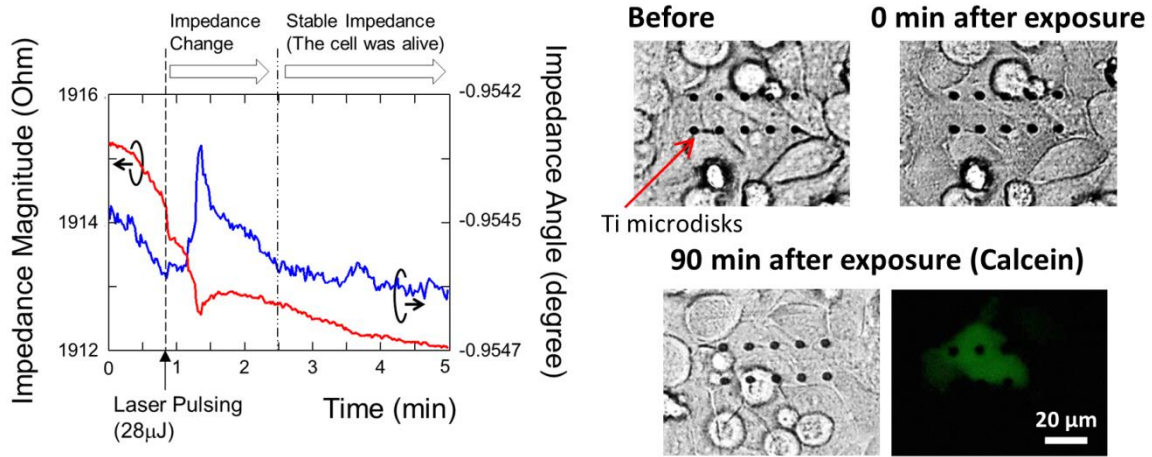 Impedance
Change
Stable Impedance
(The cell was alive)
Impedance Magnitude (Ohm)
1916
1914
1912
-0.9542
-0.9545
-0.9547
Impedance Angle (degree)
0 1 2 3 4 5
Laser Pulsing
(28µJ)
Time (min)
Before
0 min after exposure
Ti microdisks
90 min after exposure (Calcein)
20 µm